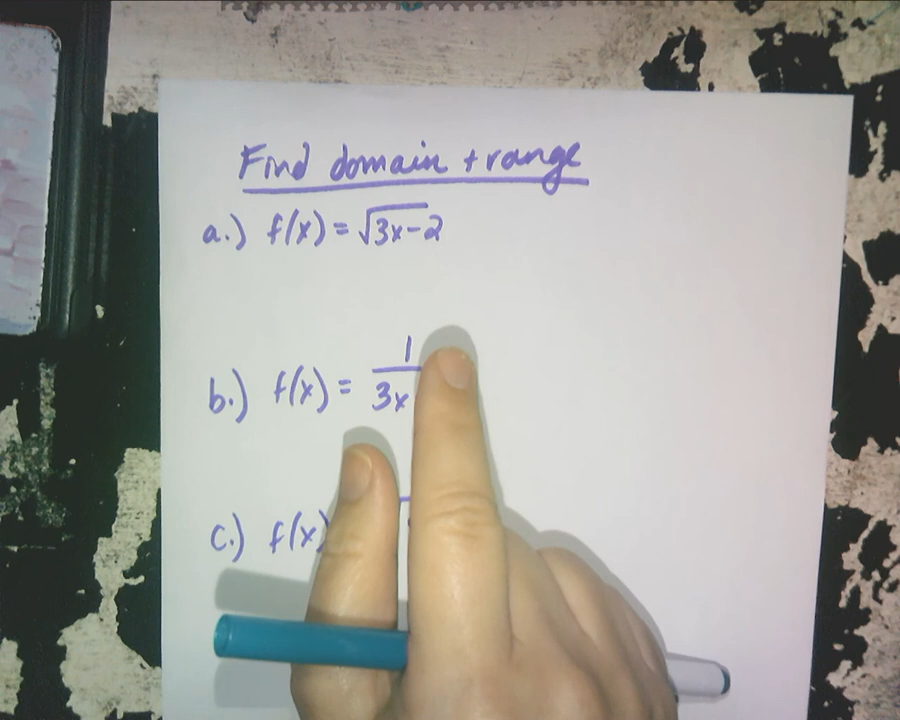 Find domain + range
a.) f(x) = √3x-2
b.) f(x) = 1/3x
c.) f(x)